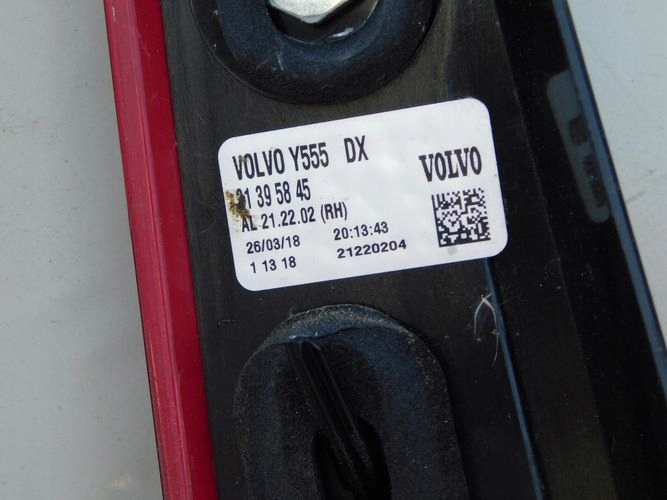 VOLVO Y555 DX
VOLVO
31 39 58 45
AL 21.22.02 (RH)
26/03/18 20:13:43
1 13 18 21220204